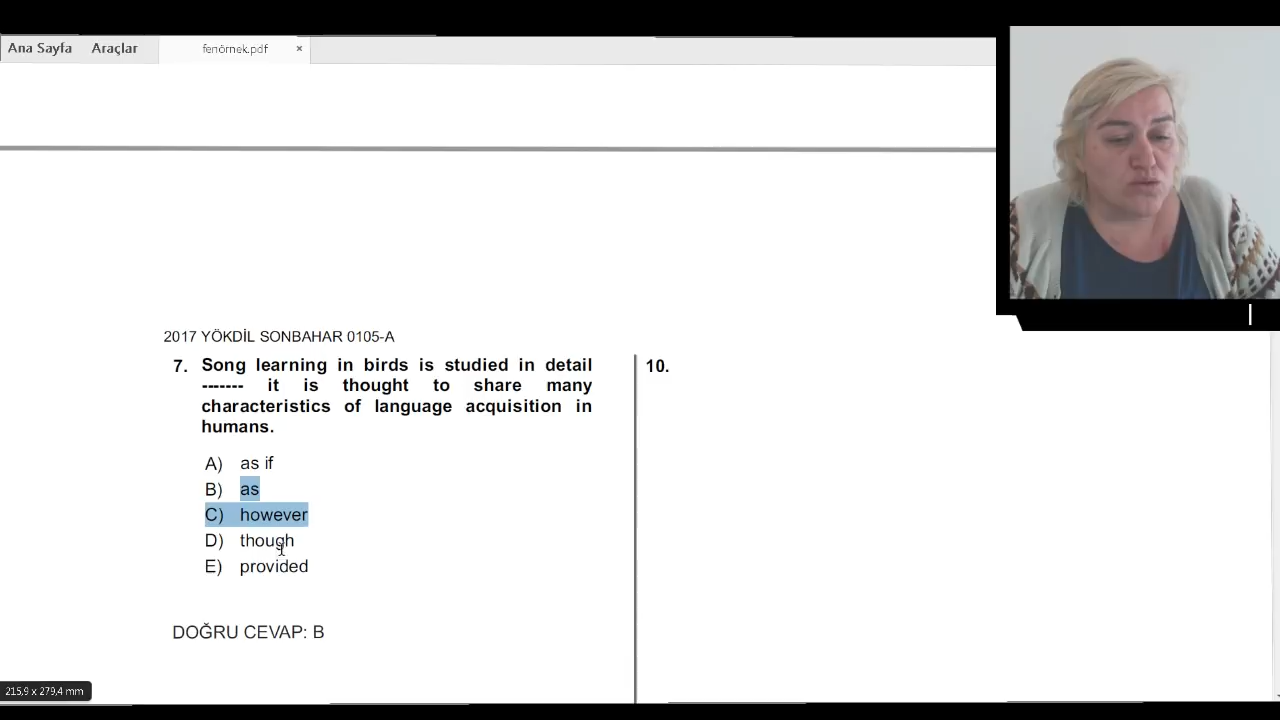 Ana Sayfa Araçlar fenörnek.pdf ×
2017 YÖKDİL SONBAHAR 0105-A
7. Song learning in birds is studied in detail
------- it is thought to share many
characteristics of language acquisition in
humans.
A) as if
B) as
C) however
D) though
E) provided
DOĞRU CEVAP: B
10.
215,9 x 279,4 mm